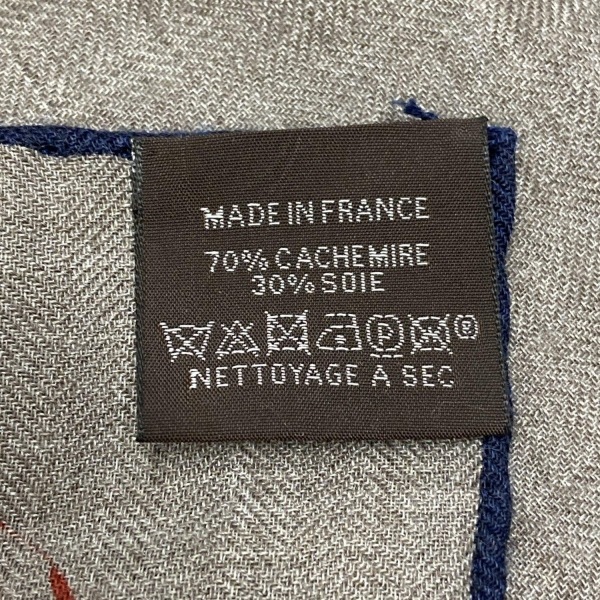 MADE IN FRANCE
70% CACHEMIRE
30% SOIE
P ®
NETTOYAGE A SEC